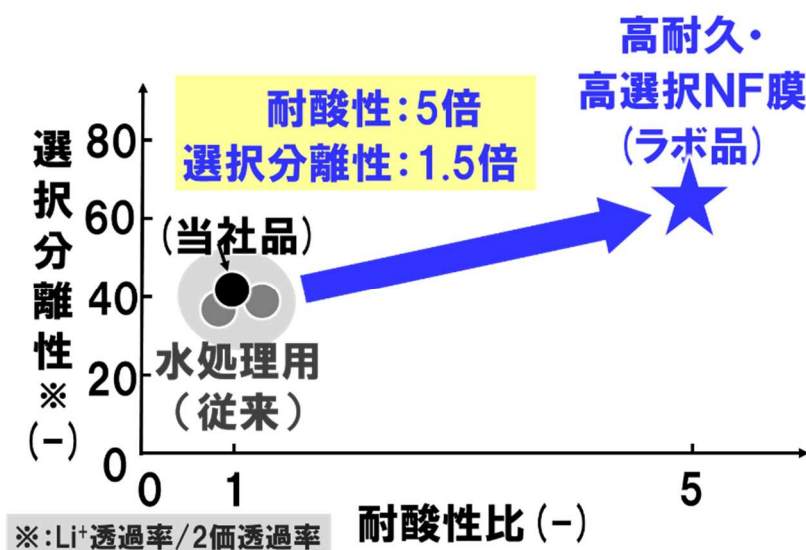 高耐久・
高選択NF膜
(ラボ品)
耐酸性:5倍
選択分離性:1.5倍
選択分離性※(−)
80
60
40
20
0
(当社品)
水処理用
(従来)
0
1
5
耐酸性比(−)
※:Li⁺透過率/2価透過率